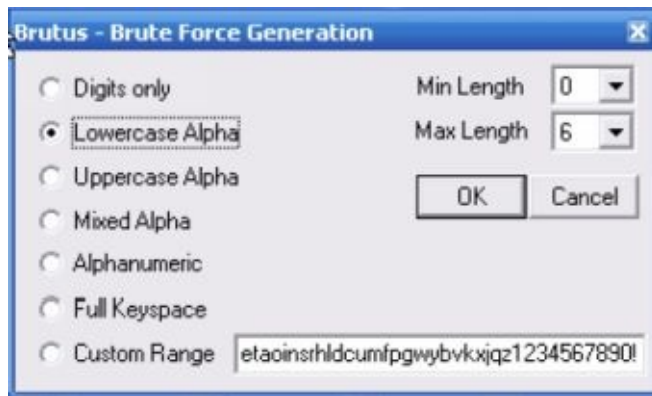 Brutus - Brute Force Generation
Digits only
Min Length 0
Lowercase Alpha
Max Length 6
Uppercase Alpha
OK Cancel
Mixed Alpha
Alphanumeric
Full Keyspace
Custom Range etaoinsrhldcumfpgwybvkxjqz1234567890!